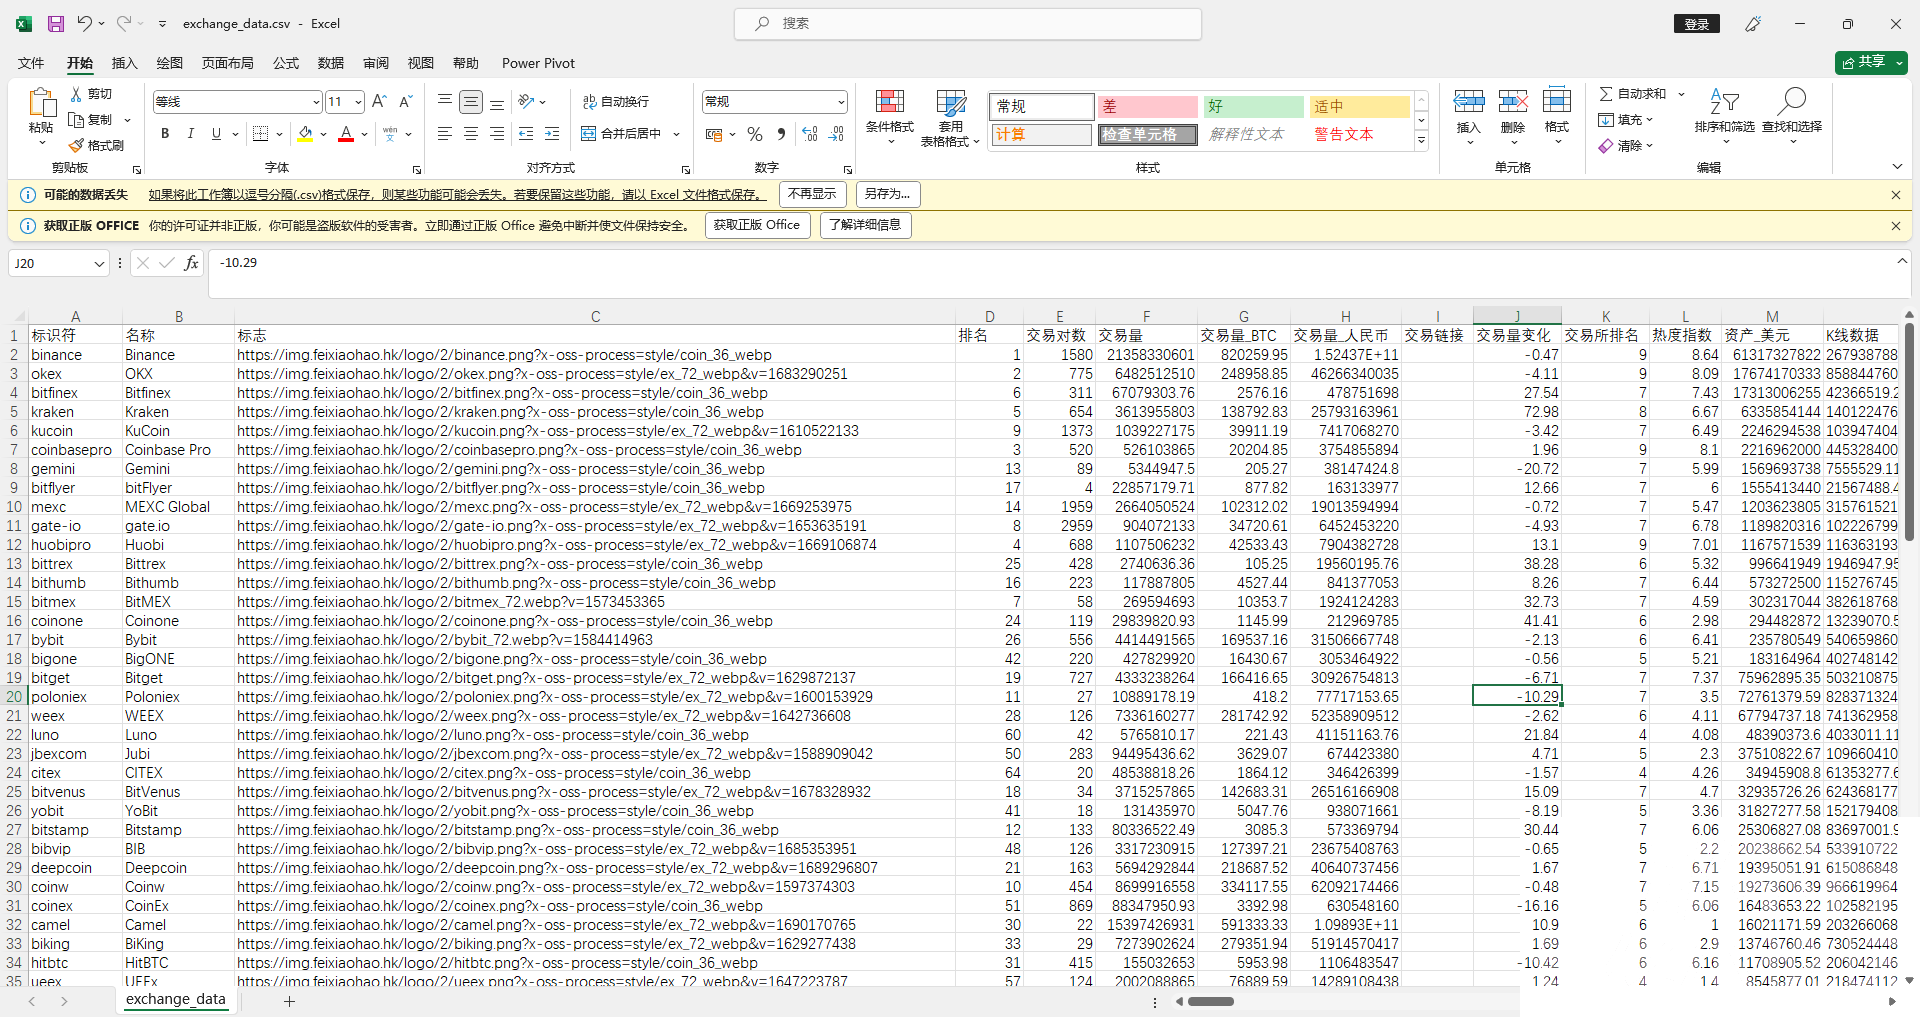 exchange_data.csv - Excel
搜索
登录
文件 开始 插入 绘图 页面布局 公式 数据 审阅 视图 帮助 Power Pivot
共享
粘贴 剪切 复制 格式刷 剪贴板
等线 11 B I U A wén 文 字体
自动换行 合并后居中 对齐方式
常规 % 数字
条件格式 套用 表格格式 常规 差 好 适中 计算 检查单元格 解释性文本 警告文本 样式
插入 删除 格式 单元格
自动求和 填充 清除 排序和筛选 查找和选择 编辑
可能的数据丢失 如果将此工作簿以逗号分隔(.csv)格式保存，则某些功能可能会丢失。若要保留这些功能，请以 Excel 文件格式保存。 不再显示 另存为...
获取正版 OFFICE 你的许可证并非正版，你可能是盗版软件的受害者。立即通过正版 Office 避免中断并使文件保持安全。 获取正版 Office 了解详细信息
J20 fx -10.29
A B C D E F G H I J K L M N
1 标识符 名称 标志 排名 交易对数 交易量 交易量_BTC 交易量_人民币 交易链接 交易量变化 交易所排名 热度指数 资产_美元 K线数据
2 binance Binance https://img.feixiaohao.hk/logo/2/binance.png?x-oss-process=style/coin_36_webp 1 1580 21358330601 820259.95 1.52437E+11 -0.47 9 8.64 61317327822 267938788
3 okex OKX https://img.feixiaohao.hk/logo/2/okex.png?x-oss-process=style/ex_72_webp&v=1683290251 2 775 6482512510 248958.85 46266340035 -4.11 9 8.09 17674170333 858844760
4 bitfinex Bitfinex https://img.feixiaohao.hk/logo/2/bitfinex.png?x-oss-process=style/coin_36_webp 6 311 67079303.76 2576.16 478751698 27.54 7 7.43 17313006255 42366519.2
5 kraken Kraken https://img.feixiaohao.hk/logo/2/kraken.png?x-oss-process=style/coin_36_webp 5 654 3613955803 138792.83 25793163961 72.98 8 6.67 6335854144 140122476
6 kucoin KuCoin https://img.feixiaohao.hk/logo/2/kucoin.png?x-oss-process=style/ex_72_webp&v=1610522133 9 1373 1039227175 39911.19 7417068270 -3.42 7 6.49 2246294538 103947404
7 coinbasepro Coinbase Pro https://img.feixiaohao.hk/logo/2/coinbasepro.png?x-oss-process=style/coin_36_webp 3 520 526103865 20204.85 3754855894 1.96 9 8.1 2216962000 445328400
8 gemini Gemini https://img.feixiaohao.hk/logo/2/gemini.png?x-oss-process=style/coin_36_webp 13 89 5344947.5 205.27 38147424.8 -20.72 7 5.99 1569693738 7555529.11
9 bitflyer bitFlyer https://img.feixiaohao.hk/logo/2/bitflyer.png?x-oss-process=style/coin_36_webp 17 4 22857179.71 877.82 163133977 12.66 7 6 1555413440 21567488.4
10 mexc MEXC Global https://img.feixiaohao.hk/logo/2/mexc.png?x-oss-process=style/ex_72_webp&v=1669253975 14 1959 2664050524 102312.02 19013594994 -0.72 7 5.47 1203623805 315761521
11 gate-io gate.io https://img.feixiaohao.hk/logo/2/gate-io.png?x-oss-process=style/ex_72_webp&v=1653635191 8 2959 904072133 34720.61 6452453220 -4.93 7 6.78 1189820316 102226799
12 huobipro Huobi https://img.feixiaohao.hk/logo/2/huobipro.png?x-oss-process=style/ex_72_webp&v=1669106874 4 688 1107506232 42533.43 7904382728 13.1 9 7.01 1167571539 116363193
13 bittrex Bittrex https://img.feixiaohao.hk/logo/2/bittrex.png?x-oss-process=style/coin_36_webp 25 428 2740636.36 105.25 19560195.76 38.28 6 5.32 996641949 1946947.95
14 bithumb Bithumb https://img.feixiaohao.hk/logo/2/bithumb.png?x-oss-process=style/coin_36_webp 16 223 117887805 4527.44 841377053 8.26 7 6.44 573272500 115276745
15 bitmex BitMEX https://img.feixiaohao.hk/logo/2/bitmex_72.webp?v=1573453365 7 58 269594693 10353.7 1924124283 32.73 7 4.59 302317044 382618768
16 coinone Coinone https://img.feixiaohao.hk/logo/2/coinone.png?x-oss-process=style/coin_36_webp 24 119 29839820.93 1145.99 212969785 41.41 6 2.98 294482872 13239070.5
17 bybit Bybit https://img.feixiaohao.hk/logo/2/bybit_72.webp?v=1584414963 26 556 4414491565 169537.16 31506667748 -2.13 6 6.41 235780549 540659860
18 bigone BigONE https://img.feixiaohao.hk/logo/2/bigone.png?x-oss-process=style/coin_36_webp 42 220 427829920 16430.67 3053464922 -0.56 5 5.21 183164964 402748142
19 bitget Bitget https://img.feixiaohao.hk/logo/2/bitget.png?x-oss-process=style/ex_72_webp&v=1629872137 19 727 4333238264 166416.65 30926754813 -6.71 7 7.37 75962895.35 503210875
20 poloniex Poloniex https://img.feixiaohao.hk/logo/2/poloniex.png?x-oss-process=style/ex_72_webp&v=1600153929 11 27 10889178.19 418.2 77717153.65 -10.29 7 3.5 72761379.59 828371324
21 weex WEEX https://img.feixiaohao.hk/logo/2/weex.png?x-oss-process=style/ex_72_webp&v=1642736608 28 126 7336160277 281742.92 52358909512 -2.62 6 4.11 67794737.18 741362958
22 luno Luno https://img.feixiaohao.hk/logo/2/luno.png?x-oss-process=style/coin_36_webp 60 42 5765810.17 221.43 41151163.76 21.84 4 4.08 48390373.6 4033011.11
23 jbexcom Jubi https://img.feixiaohao.hk/logo/2/jbexcom.png?x-oss-process=style/ex_72_webp&v=1588909042 50 283 94495436.62 3629.07 674423380 4.71 5 2.3 37510822.67 109660410
24 citex CITEX https://img.feixiaohao.hk/logo/2/citex.png?x-oss-process=style/coin_36_webp 64 20 48538818.26 1864.12 346426399 -1.57 4 4.26 34945908.8 61353277.6
25 bitvenus BitVenus https://img.feixiaohao.hk/logo/2/bitvenus.png?x-oss-process=style/ex_72_webp&v=1678328932 18 34 3715257865 142683.31 26516166908 15.09 7 4.7 32935726.26 624368177
26 yobit YoBit https://img.feixiaohao.hk/logo/2/yobit.png?x-oss-process=style/coin_36_webp 41 18 131435970 5047.76 938071661 -8.19 5 3.36 31827277.58 152179408
27 bitstamp Bitstamp https://img.feixiaohao.hk/logo/2/bitstamp.png?x-oss-process=style/coin_36_webp 12 133 80336522.49 3085.3 573369794 30.44 7 6.06 25306827.08 83697001.9
28 bibvip BIB https://img.feixiaohao.hk/logo/2/bibvip.png?x-oss-process=style/ex_72_webp&v=1685353951 48 126 3317230915 127397.21 23675408763 -0.65 5 2.2 20238662.54 533910722
29 deepcoin Deepcoin https://img.feixiaohao.hk/logo/2/deepcoin.png?x-oss-process=style/ex_72_webp&v=1689296807 21 163 5694292844 218687.52 40640737456 1.67 7 6.71 19395051.91 615086848
30 coinw Coinw https://img.feixiaohao.hk/logo/2/coinw.png?x-oss-process=style/ex_72_webp&v=1597374303 10 454 8699916558 334117.55 62092174466 -0.48 7 7.15 19273606.39 966619964
31 coinex CoinEx https://img.feixiaohao.hk/logo/2/coinex.png?x-oss-process=style/coin_36_webp 51 869 88347950.93 3392.98 630548160 -16.16 5 6.06 16483653.22 102582195
32 camel Camel https://img.feixiaohao.hk/logo/2/camel.png?x-oss-process=style/ex_72_webp&v=1690170765 30 22 15397426931 591333.33 1.09893E+11 10.9 6 1 16021171.59 203266068
33 biking BiKing https://img.feixiaohao.hk/logo/2/biking.png?x-oss-process=style/ex_72_webp&v=1629277438 33 29 7273902624 279351.94 51914570417 1.69 6 2.9 13746760.46 730524448
34 hitbtc HitBTC https://img.feixiaohao.hk/logo/2/hitbtc.png?x-oss-process=style/coin_36_webp 31 415 155032653 5953.98 1106483547 -10.42 6 6.16 11708905.52 206042146
35 ueex UEEx https://img.feixiaohao.hk/logo/2/ueex.png?x-oss-process=style/ex_72_webp&v=1647223787 57 124 2002088865 76889.59 14289108438 1.24 4 1.4 8545877.01 218474112
exchange_data